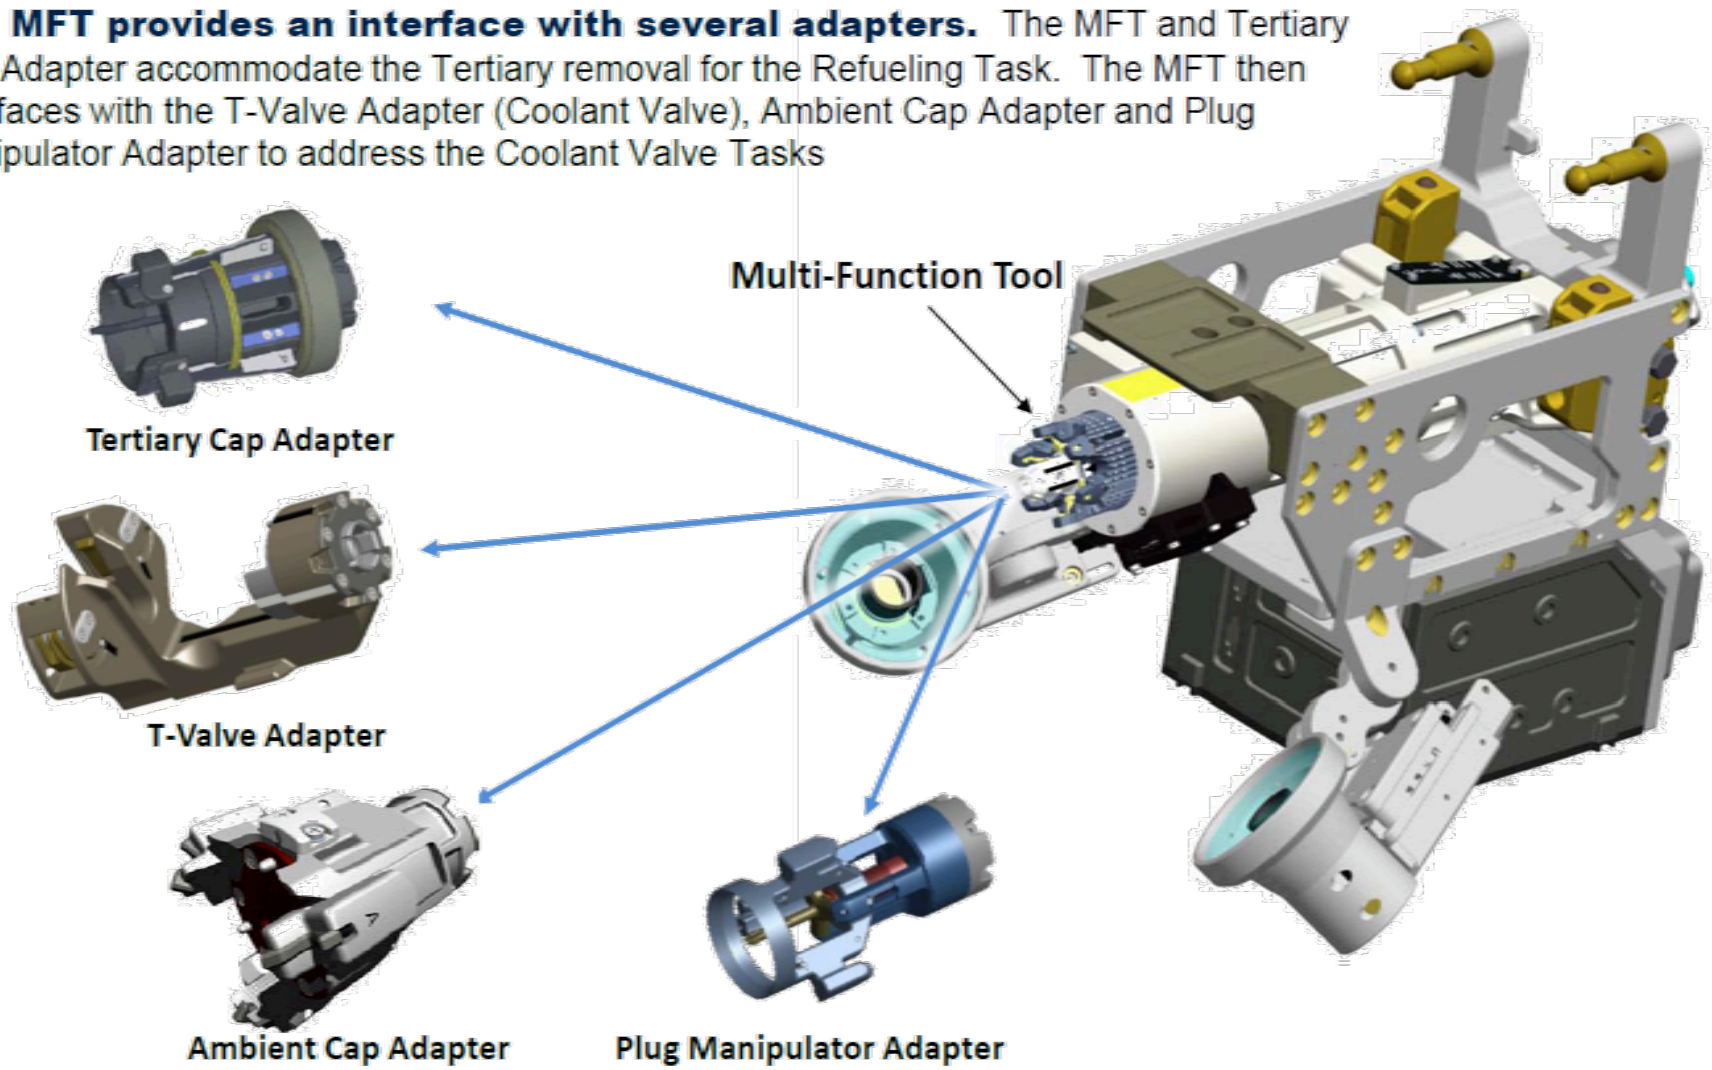 MFT provides an interface with several adapters. The MFT and Tertiary
Adapter accommodate the Tertiary removal for the Refueling Task. The MFT then
faces with the T-Valve Adapter (Coolant Valve), Ambient Cap Adapter and Plug
ipulator Adapter to address the Coolant Valve Tasks
Multi-Function Tool
Tertiary Cap Adapter
T-Valve Adapter
Ambient Cap Adapter
Plug Manipulator Adapter
A